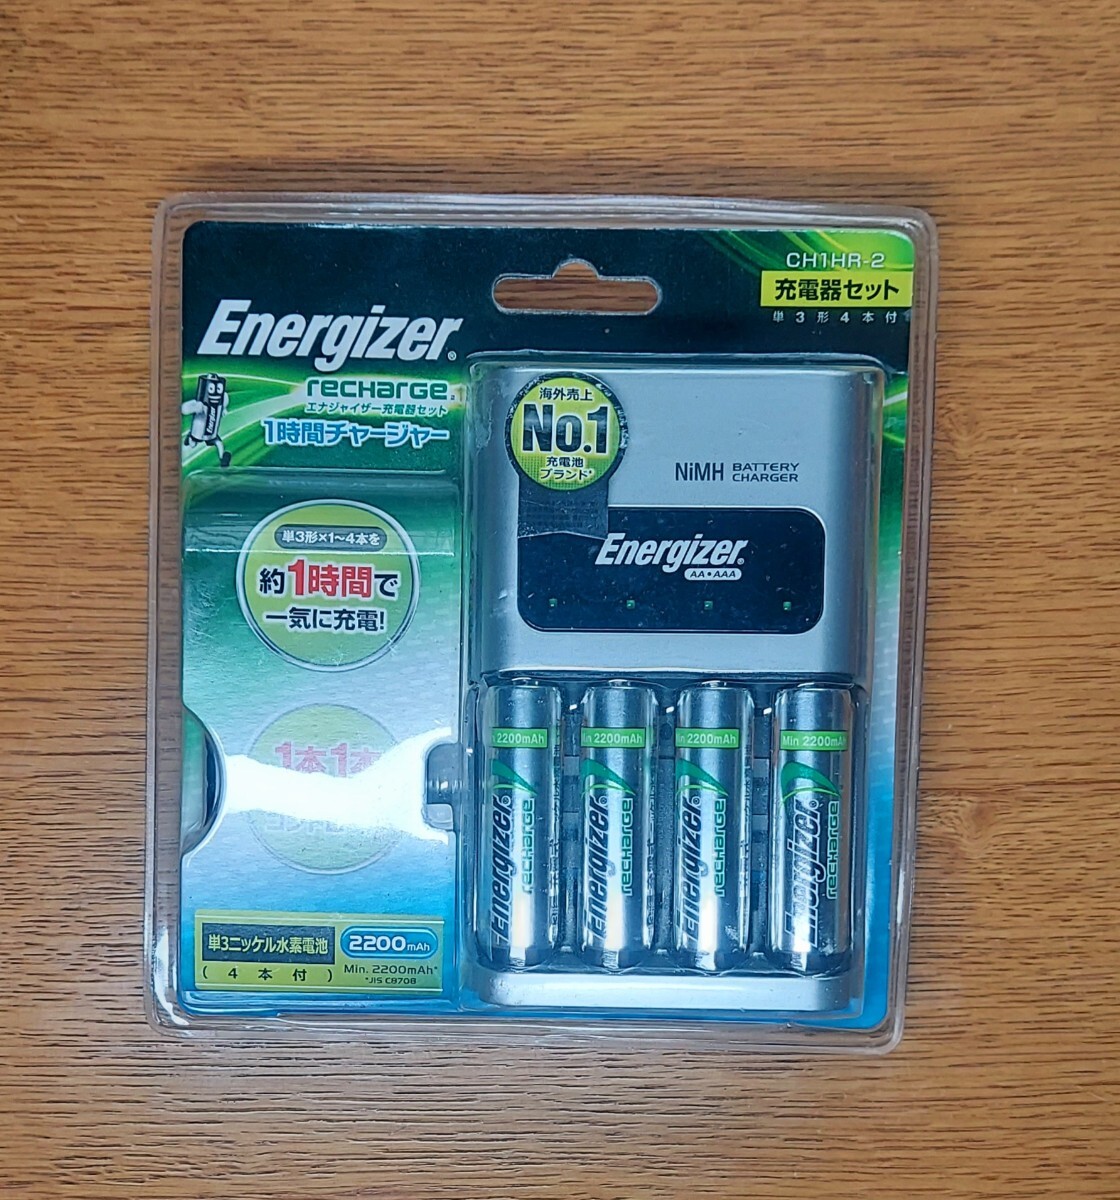 CH1HR-2
充電器セット
単3形4本付
Energizer®
recharge
エナジャイザー充電器セット
1時間チャージャー
Energizer
海外売上
No.1
充電池
ブランド*
NiMH BATTERY CHARGER
Energizer®
AA•AAA
単3形×1~4本を
約1時間で
一気に充電!
1本1本
コントロ
Min 2200mAh
Energizer®
recharge
Min 2200mAh
Energizer®
recharge
Min 2200mAh
Energizer®
recharge
Min 2200mAh
Energizer®
recharge
単3ニッケル水素電池
(4本付)
2200mAh
Min. 2200mAh*
*JIS C8708